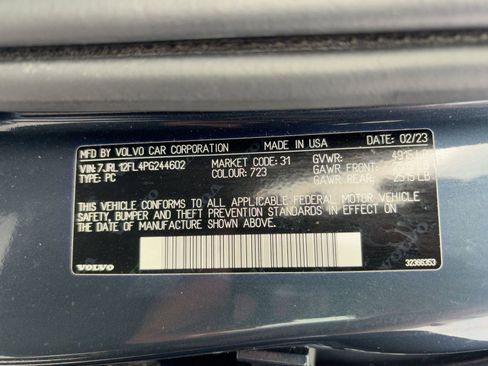 MFD. BY VOLVO CAR CORPORATION MADE IN USA DATE: 02/23
VIN: 7JRL12FL4PG244602 MARKET CODE: 31 GVWR:
TYPE: PC COLOUR: 723 GAWR FRONT:
GAWR REAR: 2515 LB
THIS VEHICLE CONFORMS TO ALL APPLICABLE FEDERAL MOTOR VEHICLE
SAFETY, BUMPER AND THEFT PREVENTION STANDARDS IN EFFECT ON
THE DATE OF MANUFACTURE SHOWN ABOVE.
VOLVO